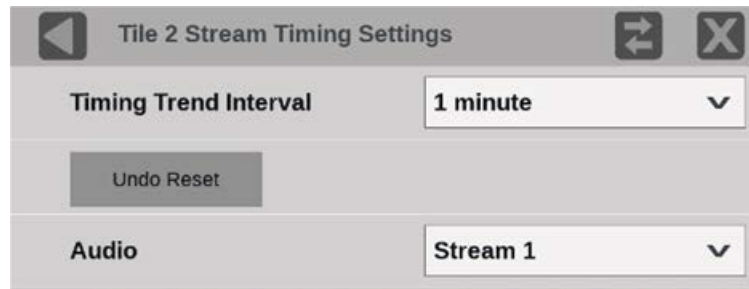 Tile 2 Stream Timing Settings
Timing Trend Interval 1 minute
Undo Reset
Audio Stream 1